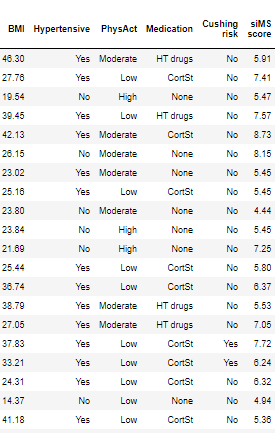 BMI Hypertensive PhysAct Medication Cushing risk siMS score
46.30 Yes Moderate HT drugs No 5.91
27.76 Yes Low CortSt No 7.41
19.54 No High None No 5.47
39.45 Yes Low HT drugs No 7.57
42.13 Yes Moderate CortSt No 8.73
26.15 No Moderate None No 8.15
23.02 Yes Moderate None No 5.45
25.16 Yes Low CortSt No 5.45
23.80 No Moderate None No 4.44
23.84 No High None No 5.45
21.69 No High None No 7.25
25.44 Yes Low CortSt No 5.80
36.74 Yes Low CortSt No 6.37
38.79 Yes Moderate HT drugs No 5.53
27.05 Yes Moderate HT drugs No 7.05
37.83 Yes Low CortSt Yes 7.72
33.21 Yes Low CortSt Yes 6.24
24.31 Yes Low CortSt No 6.32
14.37 No Low None No 4.94
41.18 Yes Low CortSt No 5.36